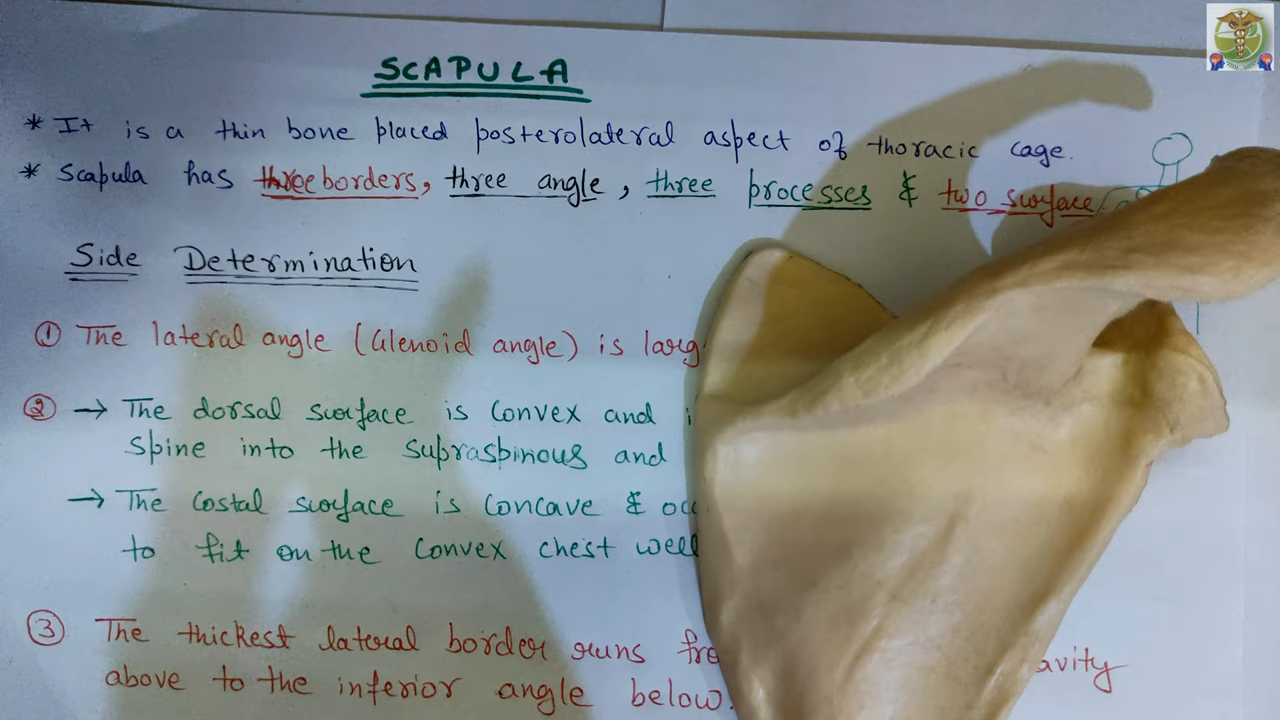 SCAPULA
* It is a thin bone placed posterolateral aspect of thoracic cage.
* Scapula has three borders, three angle, three processes & two surface
Side Determination
① The lateral angle (Glenoid angle) is larg
② → The dorsal surface is convex and i
spine into the supraspinous and
→ The costal surface is concave & occ
to fit on the convex chest well
③ The thickest lateral border runs fro avity
above to the inferior angle below.